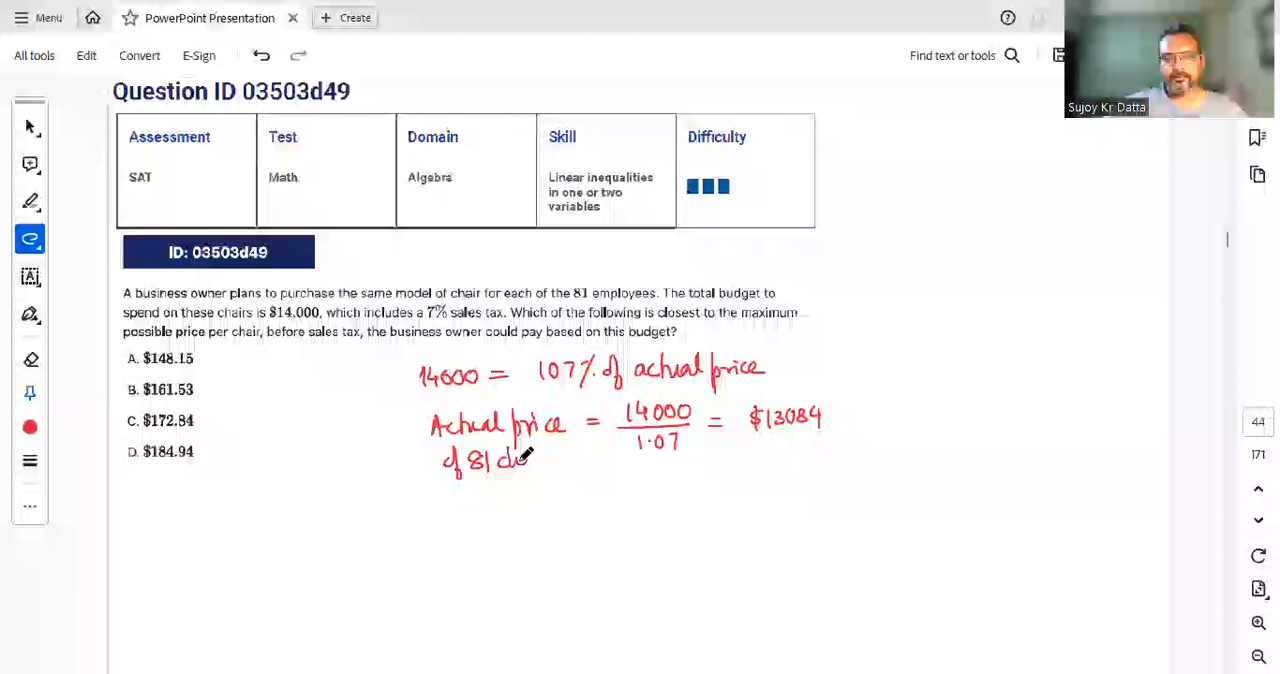 Menu
PowerPoint Presentation
Create
All tools
Edit
Convert
E-Sign
Find text or tools
Sujoy Kr Datta
Question ID 03503d49
Assessment
Test
Domain
Skill
Difficulty
SAT
Math
Algebra
Linear inequalities
in one or two
variables
ID: 03503d49
A business owner plans to purchase the same model of chair for each of the 81 employees. The total budget to
spend on these chairs is $14,000, which includes a 7% sales tax. Which of the following is closest to the maximum
possible price per chair, before sales tax, the business owner could pay based on this budget?
A. $148.15
B. $161.53
C. $172.84
D. $184.94
14000 = 107% of actual price
Actual price = 14000 / 1.07 = $13084
of 81
44
171